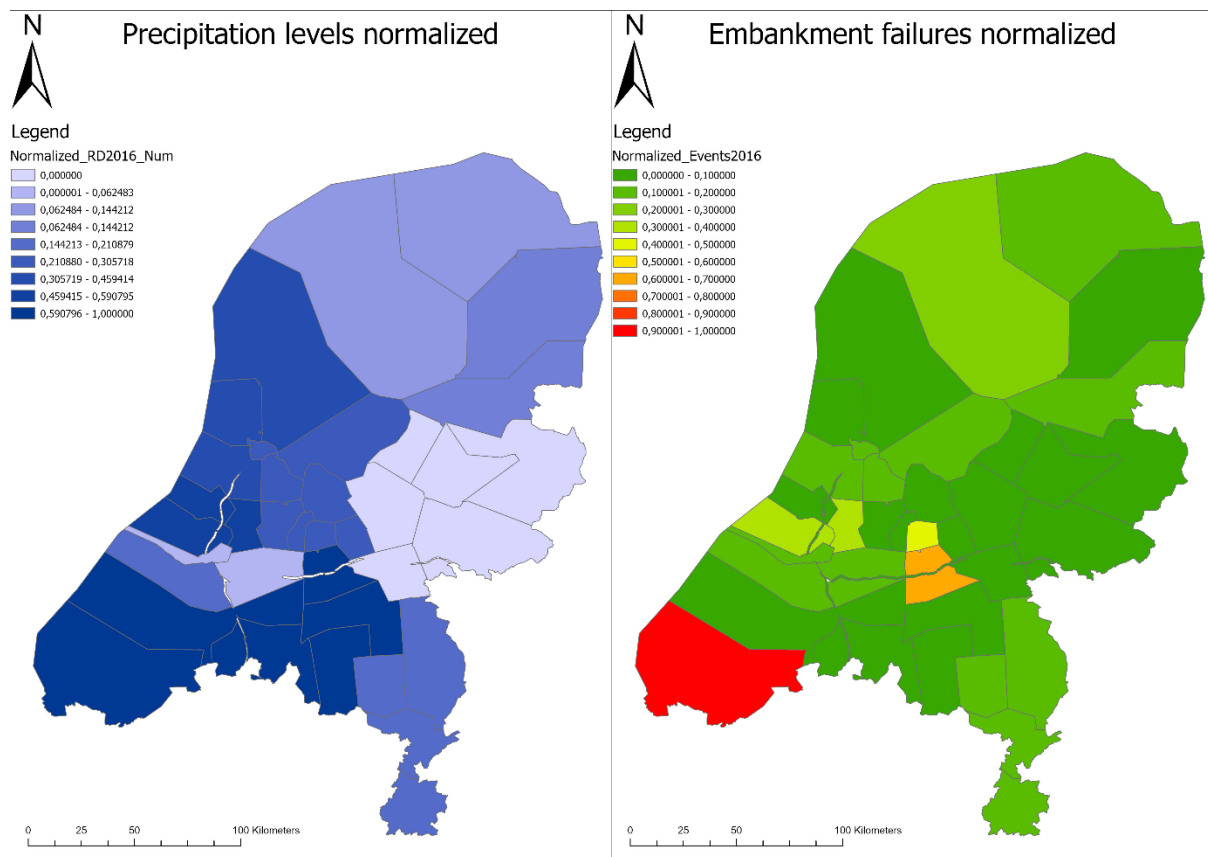 N
Precipitation levels normalized
Legend
Normalized_RD2016_Num
0,000000
0,000001 - 0,062483
0,062484 - 0,144212
0,062484 - 0,144212
0,144213 - 0,210879
0,210880 - 0,305718
0,305719 - 0,459414
0,459415 - 0,590795
0,590796 - 1,000000
0 25 50 100 Kilometers
N
Embankment failures normalized
Legend
Normalized_Events2016
0,000000 - 0,100000
0,100001 - 0,200000
0,200001 - 0,300000
0,300001 - 0,400000
0,400001 - 0,500000
0,500001 - 0,600000
0,600001 - 0,700000
0,700001 - 0,800000
0,800001 - 0,900000
0,900001 - 1,000000
0 25 50 100 Kilometers